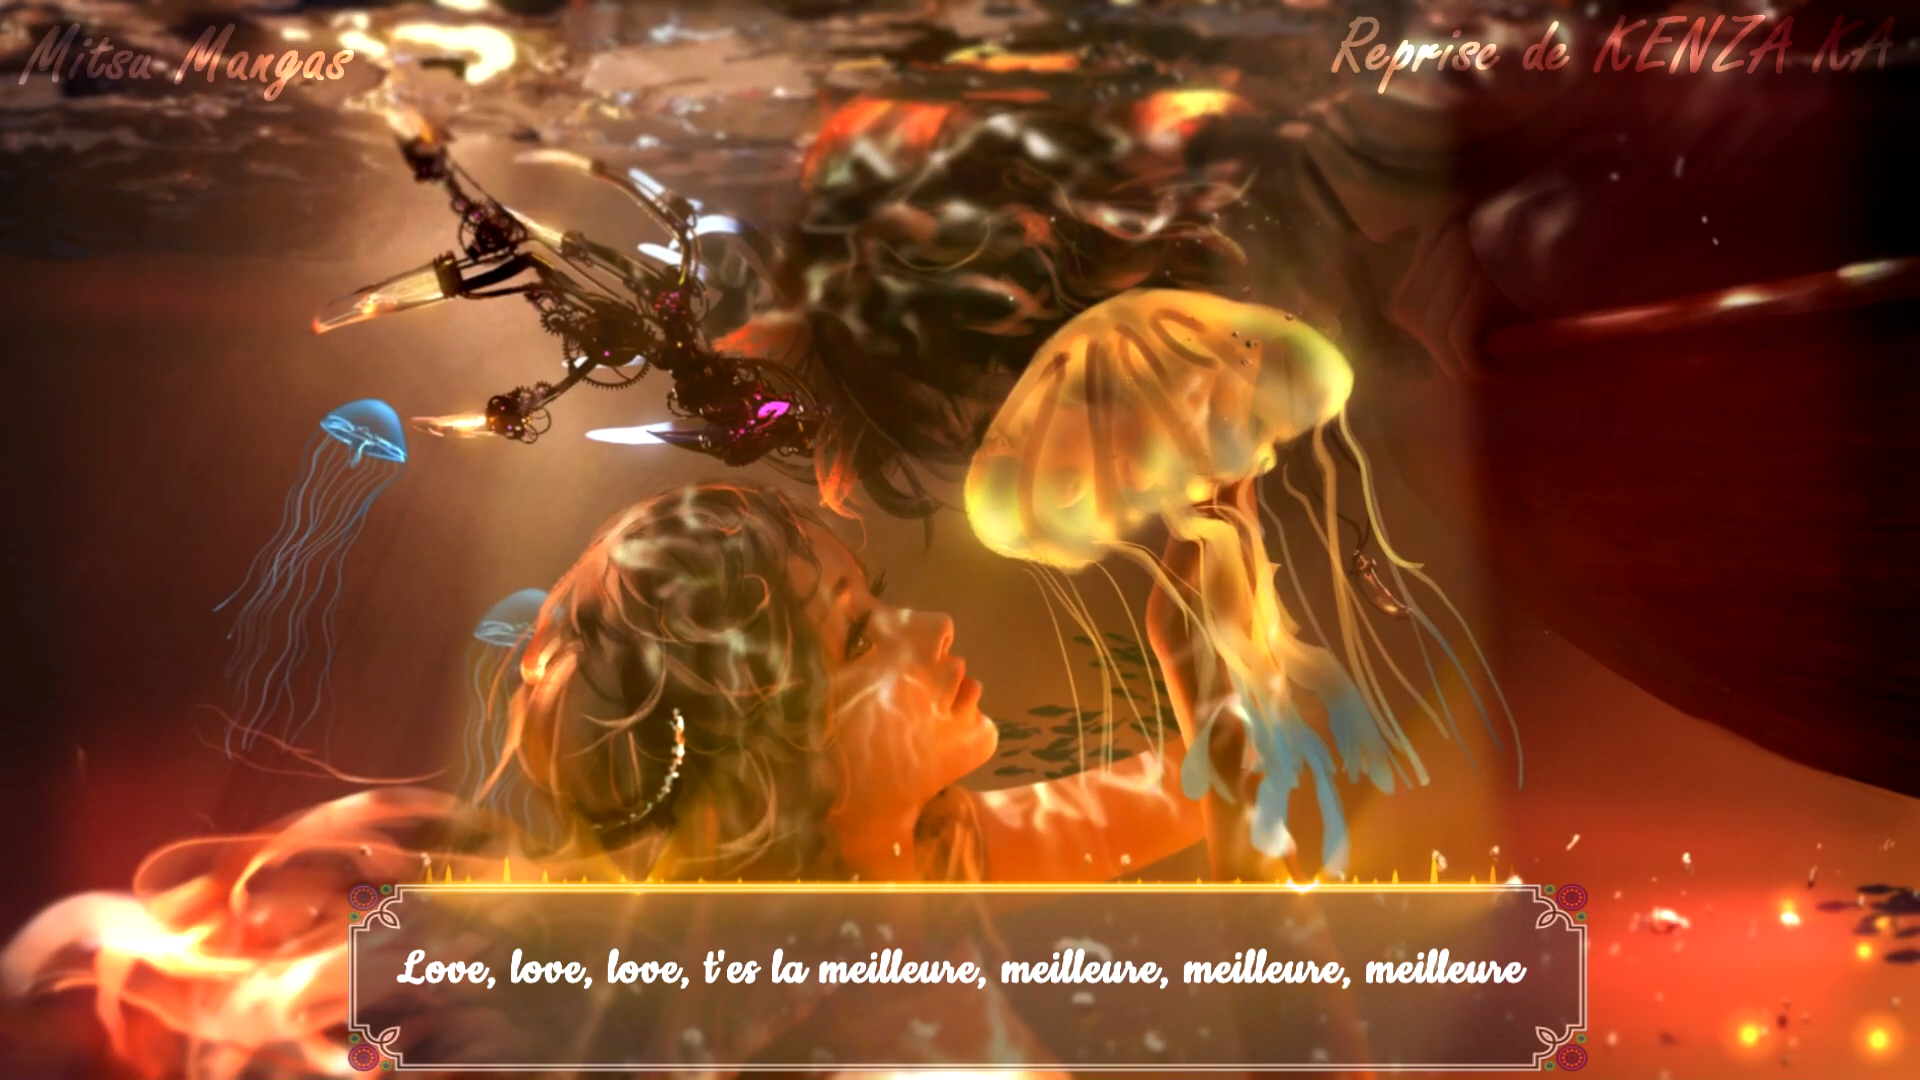 Mitsu Mangas
Reprise de KENZA KA
Love, love, love, t'es la meilleure, meilleure, meilleure, meilleure